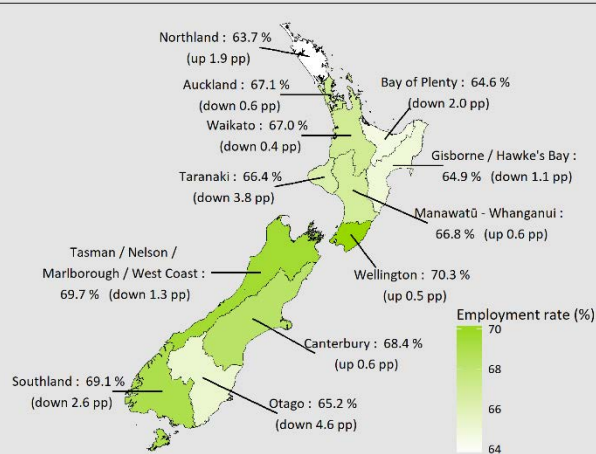 Northland : 63.7 %
(up 1.9 pp)
Auckland : 67.1 %
(down 0.6 pp)
Bay of Plenty : 64.6 %
(down 2.0 pp)
Waikato : 67.0 %
(down 0.4 pp)
Gisborne / Hawke's Bay :
64.9 % (down 1.1 pp)
Taranaki : 66.4 %
(down 3.8 pp)
Manawatū - Whanganui :
66.8 % (up 0.6 pp)
Tasman / Nelson /
Marlborough / West Coast :
69.7 % (down 1.3 pp)
Wellington : 70.3 %
(up 0.5 pp)
Canterbury : 68.4 %
(up 0.6 pp)
Southland : 69.1 %
(down 2.6 pp)
Otago : 65.2 %
(down 4.6 pp)
Employment rate (%)
70
68
66
64